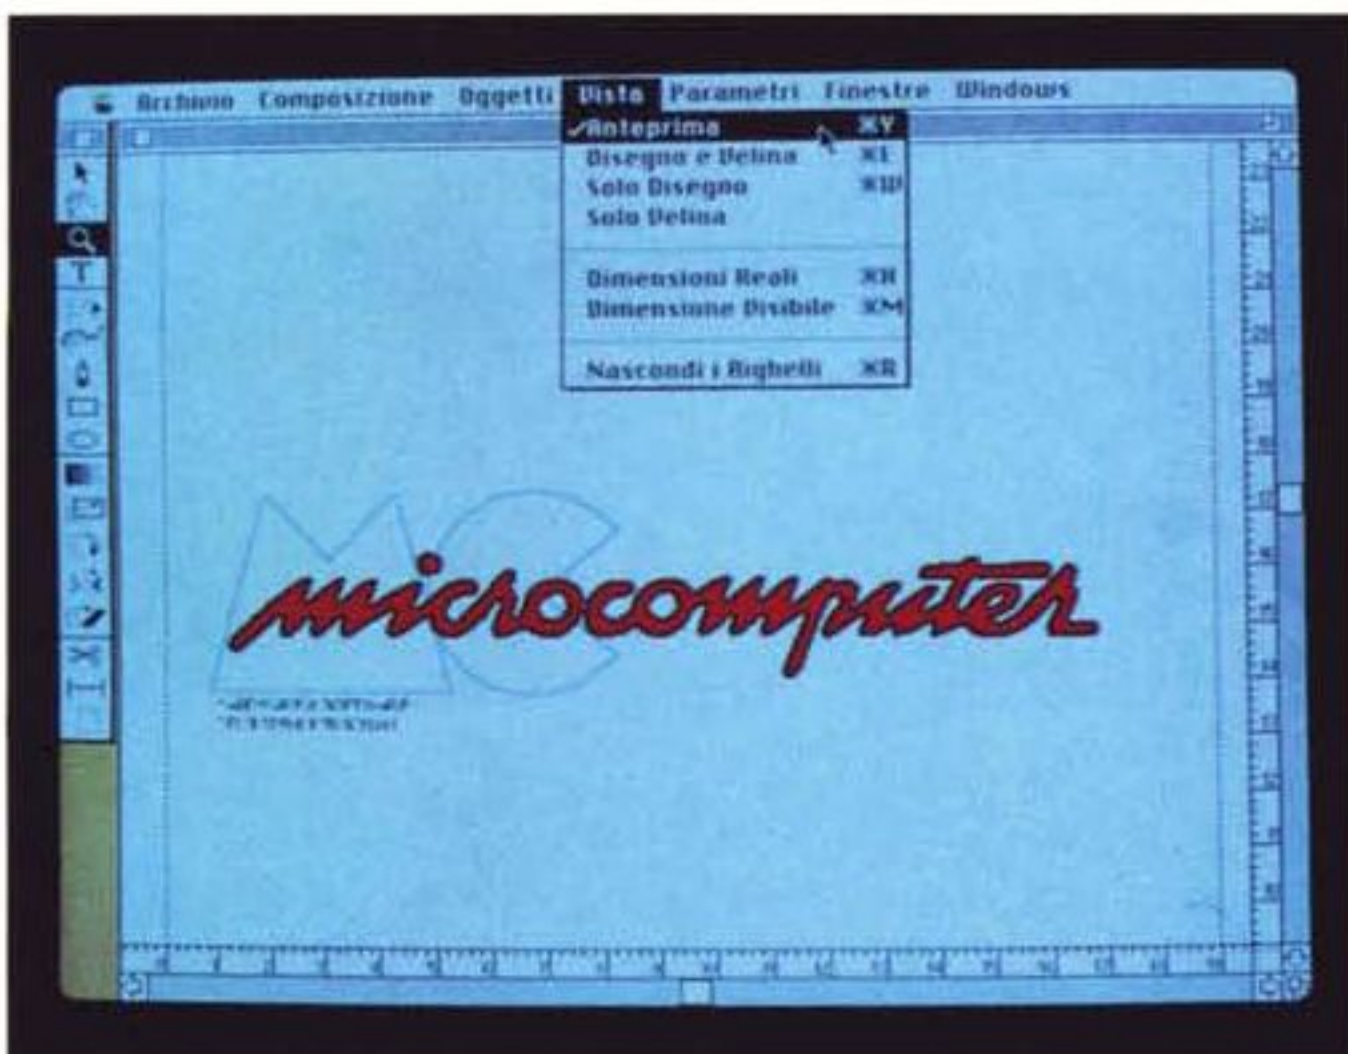 Archivio Composizione Oggetti Vista Parametri Finestre Windows
✓Anteprima ⌘Y
Disegno e Velina ⌘E
Solo Disegno ⌘W
Solo Velina
Dimensioni Reali ⌘H
Dimensione Visibile ⌘M
Nascondi i Righelli ⌘R
T
MC
microcomputer